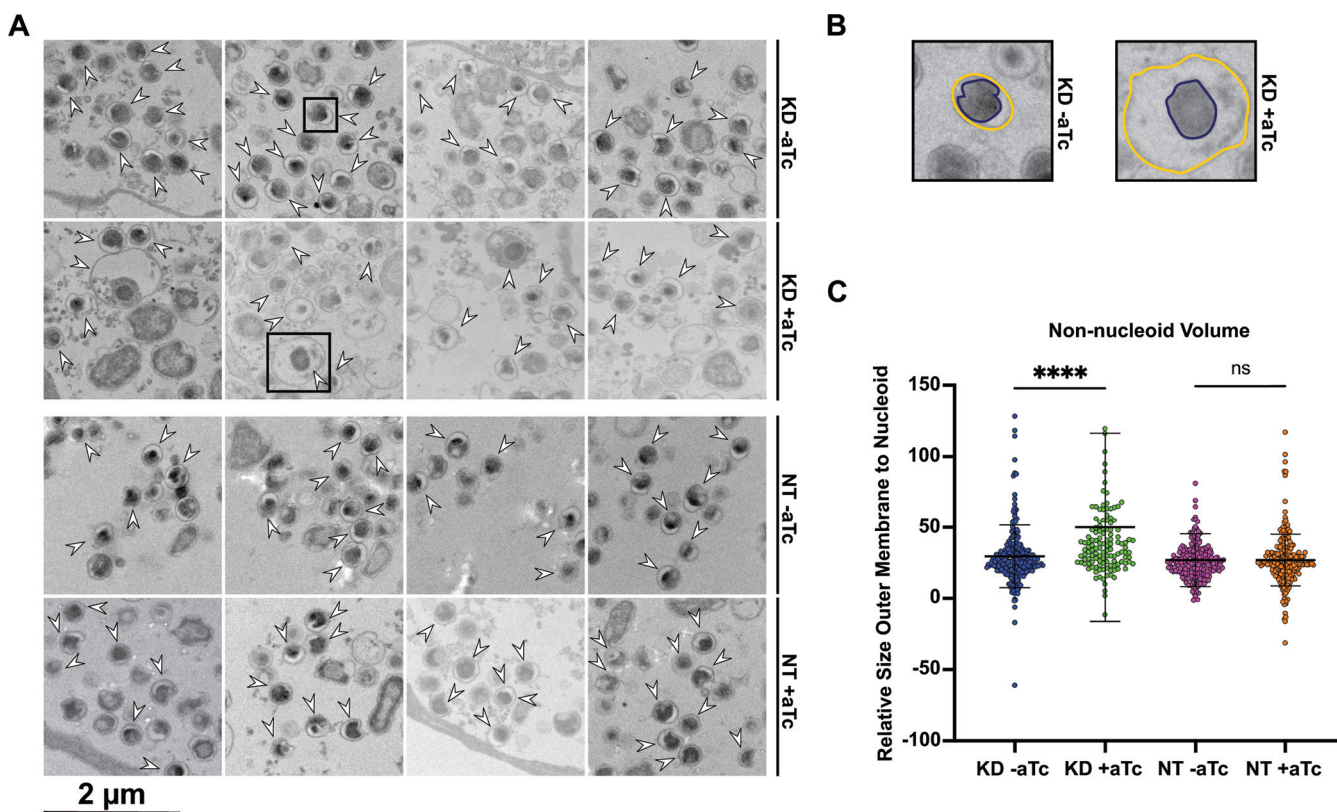 A
KD -aTc
KD +aTc
NT -aTc
NT +aTc
2 μm
B
KD -aTc
KD +aTc
C
Non-nucleoid Volume
Relative Size Outer Membrane to Nucleoid
150
100
50
0
-50
-100
****
ns
KD -aTc
KD +aTc
NT -aTc
NT +aTc